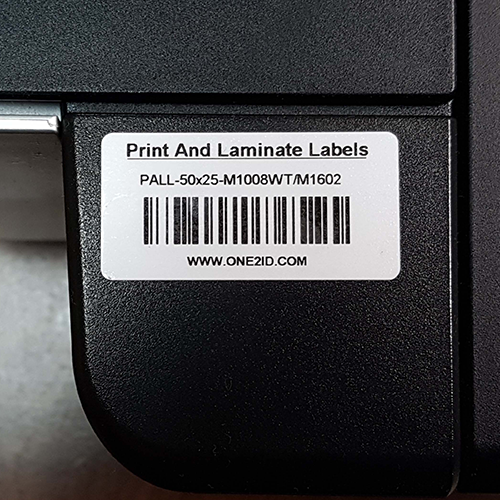 Print And Laminate Labels
PALL-50x25-M1008WT/M1602
WWW.ONE2ID.COM